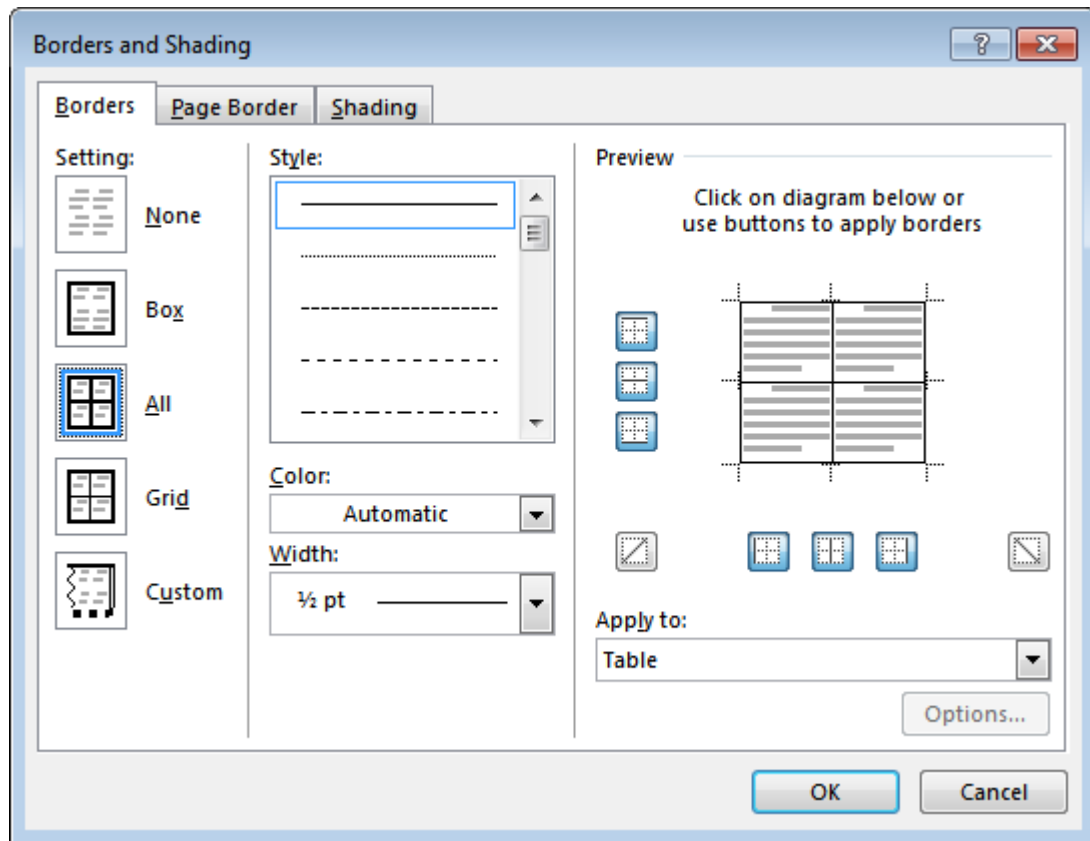 Borders and Shading
Borders
Page Border
Shading
Setting:
None
Box
All
Grid
Custom
Style:
Color:
Automatic
Width:
½ pt
Preview
Click on diagram below or
use buttons to apply borders
Apply to:
Table
Options...
OK
Cancel